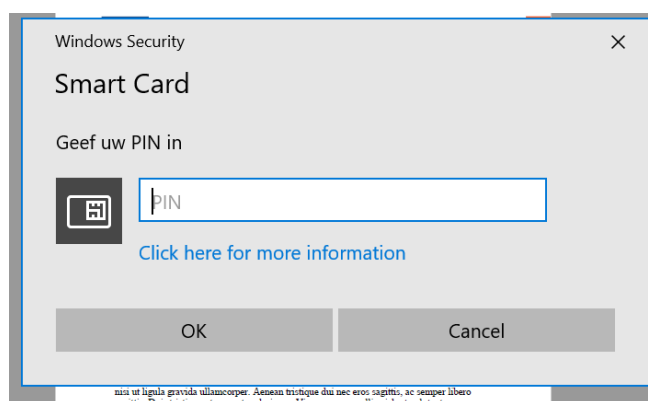 Windows Security
Smart Card
Geef uw PIN in
PIN
Click here for more information
OK
Cancel
nisi ut ligula gravida ullamcorper. Aenean tristique dui nec eros sagittis, ac semper libero